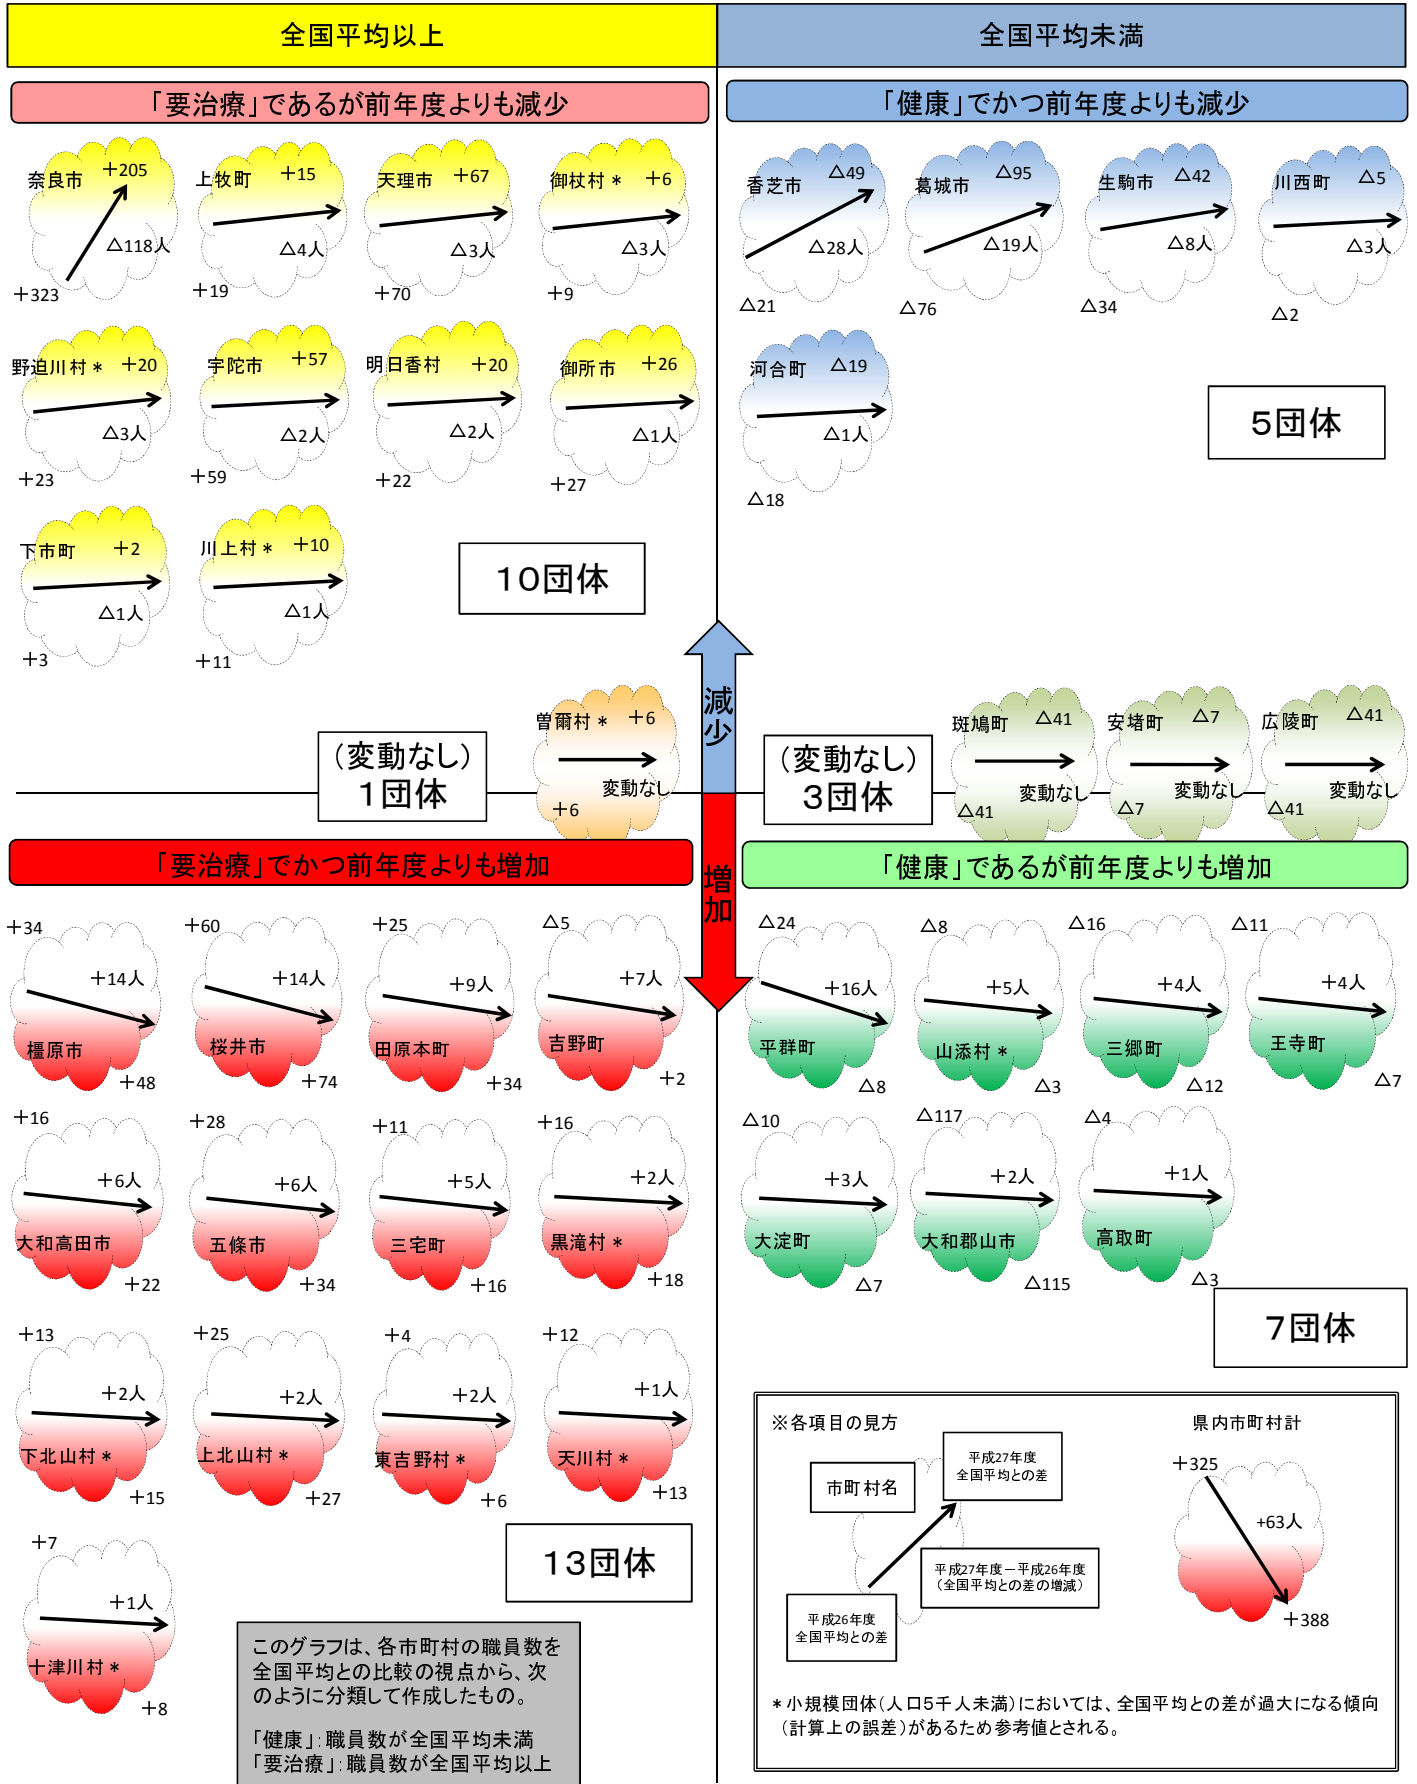 全国平均以上
全国平均未満
「要治療」であるが前年度よりも減少
「健康」でかつ前年度よりも減少
奈良市 +205
△118人
+323
上牧町 +15
△4人
+19
天理市 +67
△3人
+70
御杖村＊ +6
△3人
+9
香芝市 △49
△28人
△21
葛城市 △95
△19人
△76
生駒市 △42
△8人
△34
川西町 △5
△3人
△2
野迫川村＊ +20
△3人
+23
宇陀市 +57
△2人
+59
明日香村 +20
△2人
+22
御所市 +26
△1人
+27
河合町 △19
△1人
△18
5団体
下市町 +2
△1人
+3
川上村＊ +10
△1人
+11
10団体
減少
（変動なし）
1団体
曽爾村＊ +6
変動なし
+6
（変動なし）
3団体
斑鳩町 △41
変動なし
△41
安堵町 △7
変動なし
△7
広陵町 △41
変動なし
△41
「要治療」でかつ前年度よりも増加
増加
「健康」であるが前年度よりも増加
+34
+14人
橿原市
+48
+60
+14人
桜井市
+74
+25
+9人
田原本町
+34
△5
+7人
吉野町
+2
△24
+16人
平群町
△8
△8
+5人
山添村＊
△3
△16
+4人
三郷町
△12
△11
+4人
王寺町
△7
+16
+6人
大和高田市
+22
+28
+6人
五條市
+34
+11
+5人
三宅町
+16
+16
+2人
黒滝村＊
+18
△10
+3人
大淀町
△7
△117
+2人
大和郡山市
△115
△4
+1人
高取町
△3
7団体
+13
+2人
下北山村＊
+15
+25
+2人
上北山村＊
+27
+4
+2人
東吉野村＊
+6
+12
+1人
天川村＊
+13
+7
+1人
十津川村＊
+8
13団体
このグラフは、各市町村の職員数を
全国平均との比較の視点から、次
のように分類して作成したもの。
「健康」：職員数が全国平均未満
「要治療」：職員数が全国平均以上
※各項目の見方
市町村名
平成27年度
全国平均との差
平成27年度－平成26年度
（全国平均との差の増減）
平成26年度
全国平均との差
県内市町村計
+325
+63人
+388
＊小規模団体（人口5千人未満）においては、全国平均との差が過大になる傾向
（計算上の誤差）があるため参考値とされる。